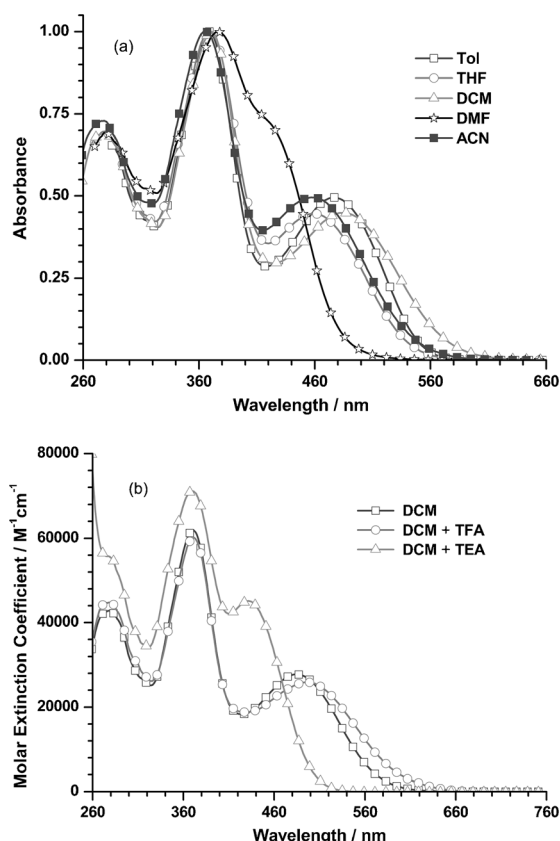 (a)
1.00
0.75
0.50
0.25
0.00
Absorbance
Tol
THF
DCM
DMF
ACN
260 360 460 560 660
Wavelength / nm
(b)
80000
60000
40000
20000
0
Molar Extinction Coefficient / M⁻¹cm⁻¹
DCM
DCM + TFA
DCM + TEA
260 360 460 560 660 760
Wavelength / nm